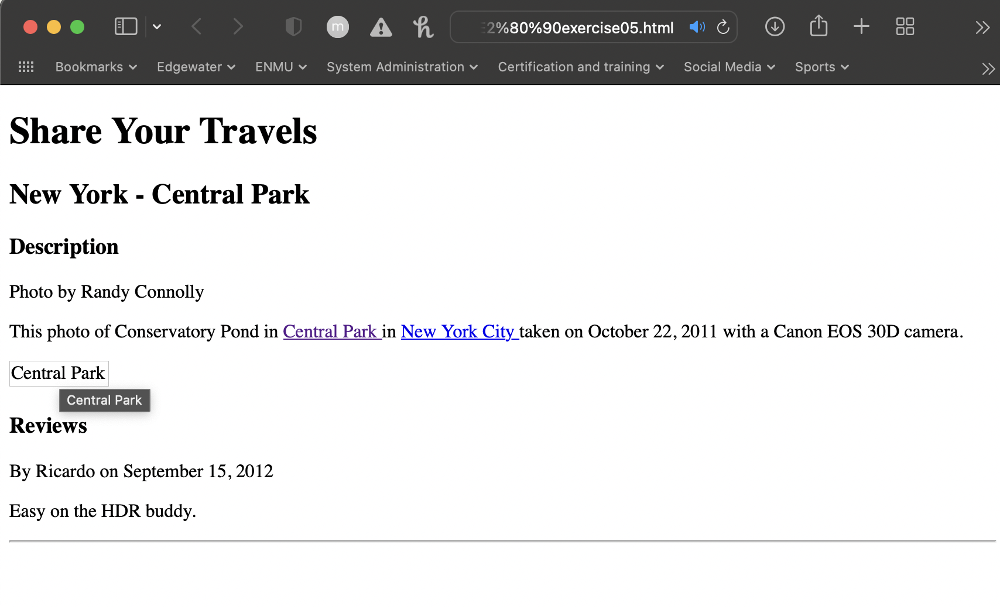 m
2%80%90exercise05.html
Bookmarks Edgewater ENMU System Administration Certification and training Social Media Sports
Share Your Travels
New York - Central Park
Description
Photo by Randy Connolly
This photo of Conservatory Pond in Central Park in New York City taken on October 22, 2011 with a Canon EOS 30D camera.
Central Park
Central Park
Reviews
By Ricardo on September 15, 2012
Easy on the HDR buddy.